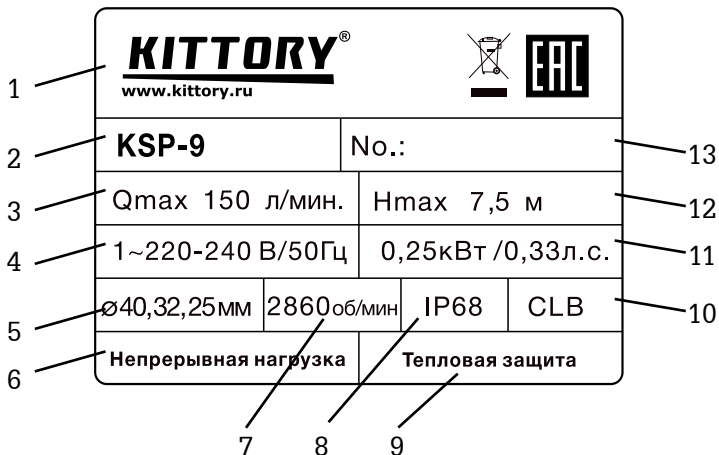 KITTORY®
www.kittory.ru
EAC
1
KSP-9
No.:
2
13
Qmax 150 л/мин.
Hmax 7,5 м
3
12
1~220-240 В/50Гц
0,25кВт/0,33л.с.
4
11
ø40,32,25мм
2860об/мин
IP68
CLB
5
10
Непрерывная нагрузка
Тепловая защита
6
7
8
9